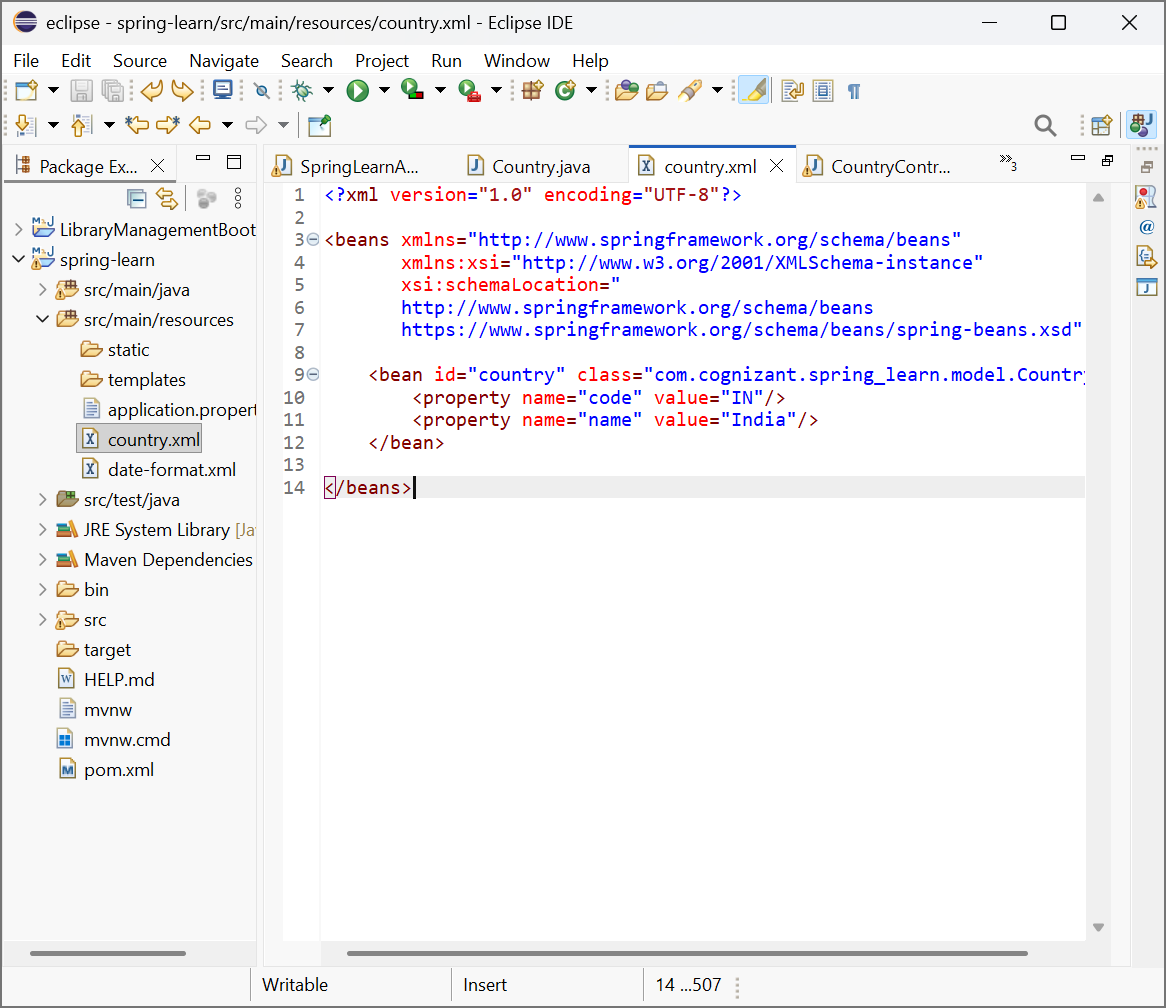 eclipse - spring-learn/src/main/resources/country.xml - Eclipse IDE
File Edit Source Navigate Search Project Run Window Help
Package Ex...
SpringLearnA...
Country.java
country.xml
CountryContr...
»3
LibraryManagementBoot
spring-learn
src/main/java
src/main/resources
static
templates
application.propert
country.xml
date-format.xml
src/test/java
JRE System Library [Ja
Maven Dependencies
bin
src
target
HELP.md
mvnw
mvnw.cmd
pom.xml
1 <?xml version="1.0" encoding="UTF-8"?>
2
3 <beans xmlns="http://www.springframework.org/schema/beans"
4 xmlns:xsi="http://www.w3.org/2001/XMLSchema-instance"
5 xsi:schemaLocation="
6 http://www.springframework.org/schema/beans
7 https://www.springframework.org/schema/beans/spring-beans.xsd"
8
9 <bean id="country" class="com.cognizant.spring_learn.model.Country
10 <property name="code" value="IN"/>
11 <property name="name" value="India"/>
12 </bean>
13
14 </beans>
Writable Insert 14 ...507